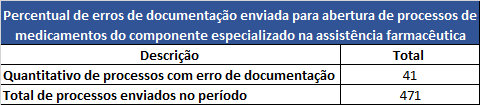 Percentual de erros de documentação enviada para abertura de processos de
medicamentos do componente especializado na assistência farmacêutica
Descrição Total
Quantitativo de processos com erro de documentação 41
Total de processos enviados no período 471